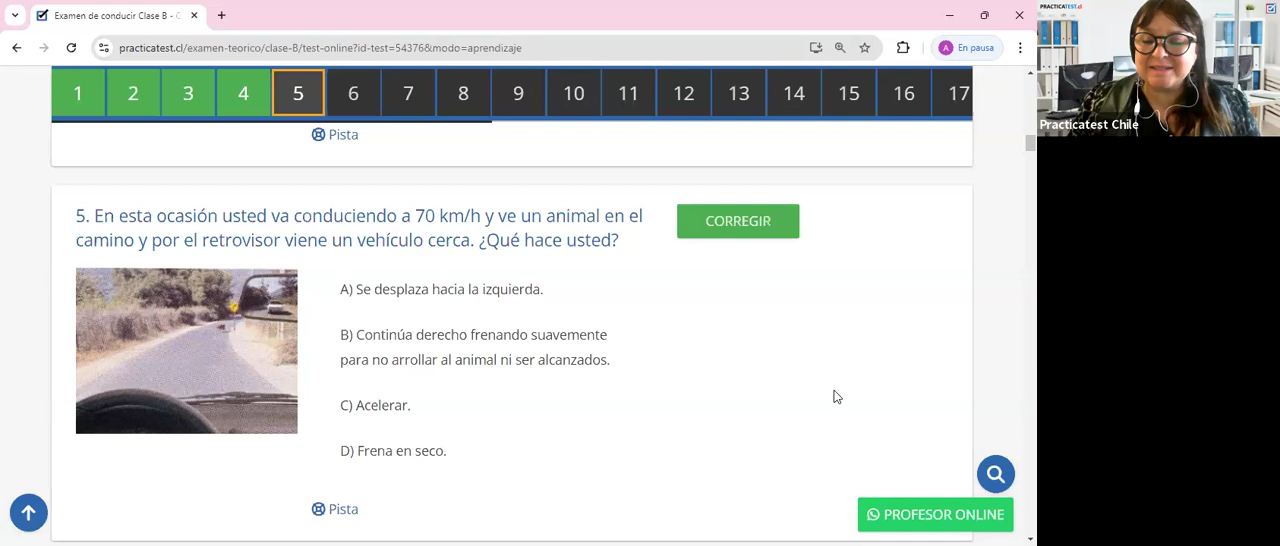 Examen de conducir Clase B - C
practicatest.cl/examen-teorico/clase-B/test-online?id-test=54376&modo=aprendizaje
A
En pausa
PRACTICATEST.cl
Practicatest Chile
1 2 3 4 5 6 7 8 9 10 11 12 13 14 15 16 17
Pista
5. En esta ocasión usted va conduciendo a 70 km/h y ve un animal en el
camino y por el retrovisor viene un vehículo cerca. ¿Qué hace usted?
CORREGIR
A) Se desplaza hacia la izquierda.
B) Continúa derecho frenando suavemente
para no arrollar al animal ni ser alcanzados.
C) Acelerar.
D) Frena en seco.
Pista
PROFESOR ONLINE